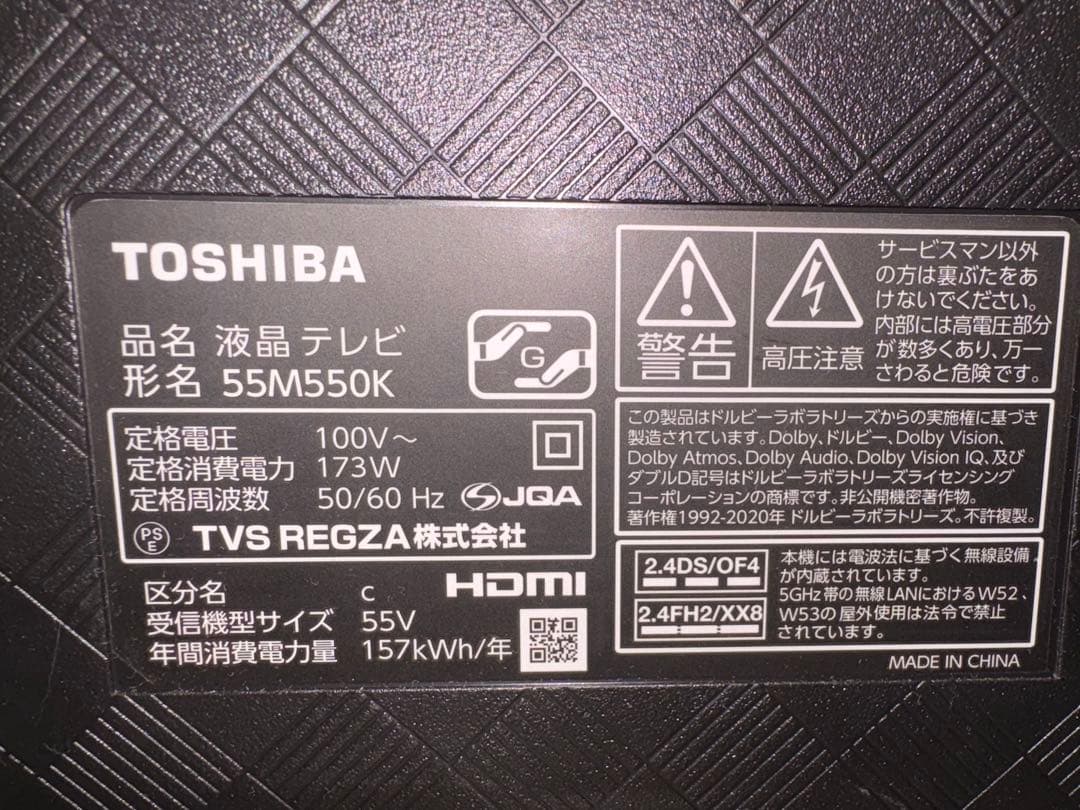 TOSHIBA
品名 液晶テレビ
形名 55M550K
G
定格電圧 100V～
定格消費電力 173W
定格周波数 50/60 Hz JQA
PS
E
TVS REGZA株式会社
区分名 c HDMI
受信機型サイズ 55V
年間消費電力量 157kWh/年
警告
高圧注意
サービスマン以外
の方は裏ぶたをあ
けないでください。
内部には高電圧部分
が数多くあり、万一
さわると危険です。
この製品はドルビーラボラトリーズからの実施権に基づき
製造されています。Dolby、ドルビー、Dolby Vision、
Dolby Atmos、Dolby Audio、Dolby Vision IQ、及び
ダブルD記号はドルビーラボラトリーズライセンシング
コーポレーションの商標です。非公開機密著作物。
著作権1992-2020年 ドルビーラボラトリーズ。不許複製。
2.4DS/OF4
2.4FH2/XX8
本機には電波法に基づく無線設備
が内蔵されています。
5GHz帯の無線LANにおけるW52、
W53の屋外使用は法令で禁止
されています。
MADE IN CHINA